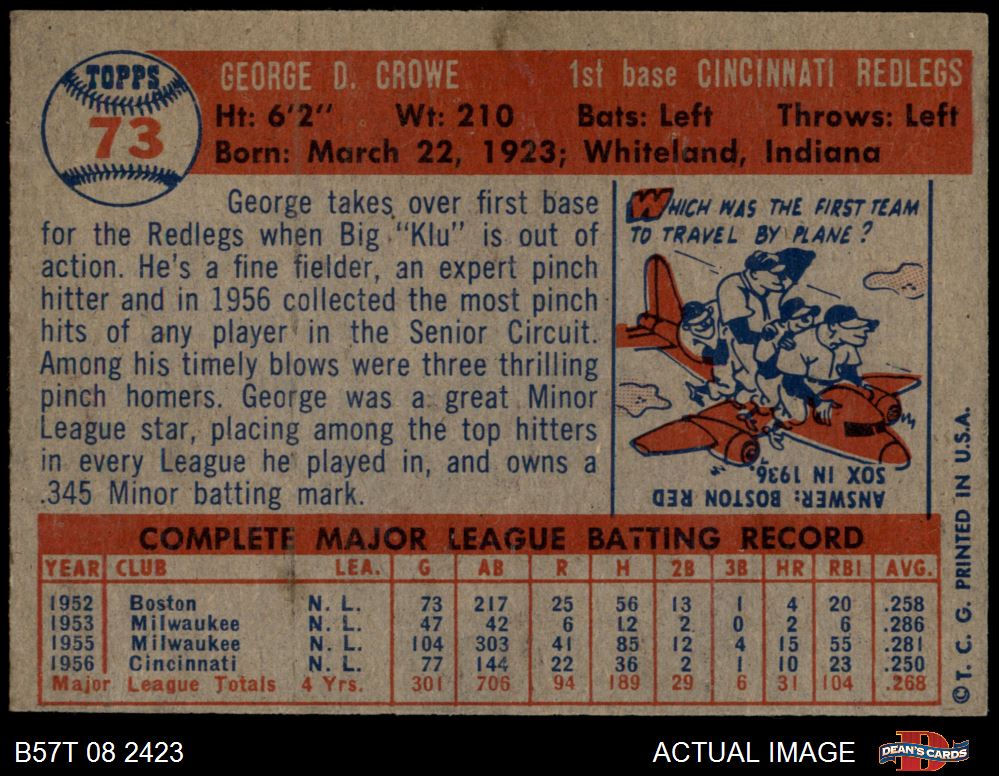 TOPPS
73
GEORGE D. CROWE 1st base CINCINNATI REDLEGS
Ht: 6'2" Wt: 210 Bats: Left Throws: Left
Born: March 22, 1923; Whiteland, Indiana
George takes over first base
for the Redlegs when Big "Klu" is out of
action. He's a fine fielder, an expert pinch
hitter and in 1956 collected the most pinch
hits of any player in the Senior Circuit.
Among his timely blows were three thrilling
pinch homers. George was a great Minor
League star, placing among the top hitters
in every League he played in, and owns a
.345 Minor batting mark.
WHICH WAS THE FIRST TEAM
TO TRAVEL BY PLANE?
ANSWER: BOSTON RED
SOX IN 1936.
COMPLETE MAJOR LEAGUE BATTING RECORD
YEAR CLUB LEA. G AB R H 2B 3B HR RBI AVG.
1952 Boston N. L. 73 217 25 56 13 1 4 20 .258
1953 Milwaukee N. L. 47 42 6 12 2 0 2 6 .286
1955 Milwaukee N. L. 104 303 41 85 12 4 15 55 .281
1956 Cincinnati N. L. 77 144 22 36 2 1 10 23 .250
Major League Totals 4 Yrs. 301 706 94 189 29 6 31 104 .268
©T. C. G. PRINTED IN U.S.A.
B57T 08 2423 ACTUAL IMAGE DEAN'S CARDS